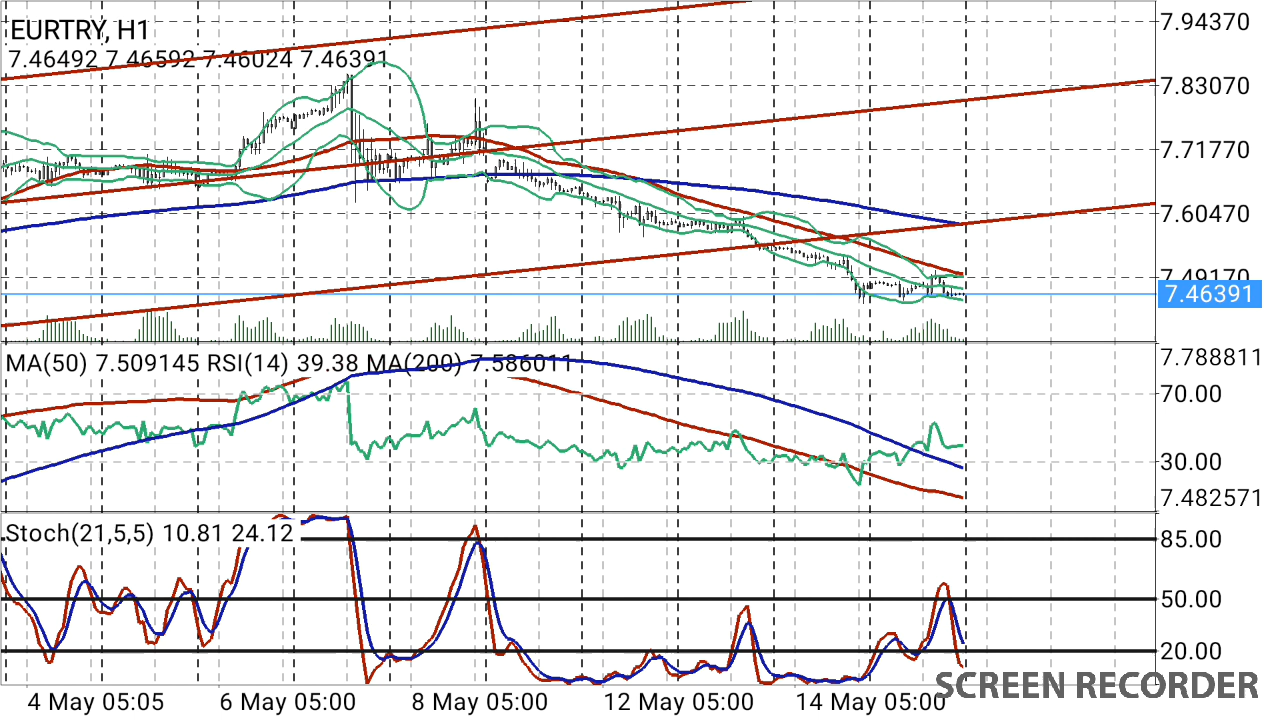 EURTRY, H1
7.46492 7.46592 7.46024 7.46391
7.94370
7.83070
7.71770
7.60470
7.49170
7.46391
MA(50) 7.509145 RSI(14) 39.38 MA(200) 7.586011
7.788811
70.00
30.00
7.482571
Stoch(21,5,5) 10.81 24.12
85.00
50.00
20.00
4 May 05:05 6 May 05:00 8 May 05:00 12 May 05:00 14 May 05:00
SCREEN RECORDER